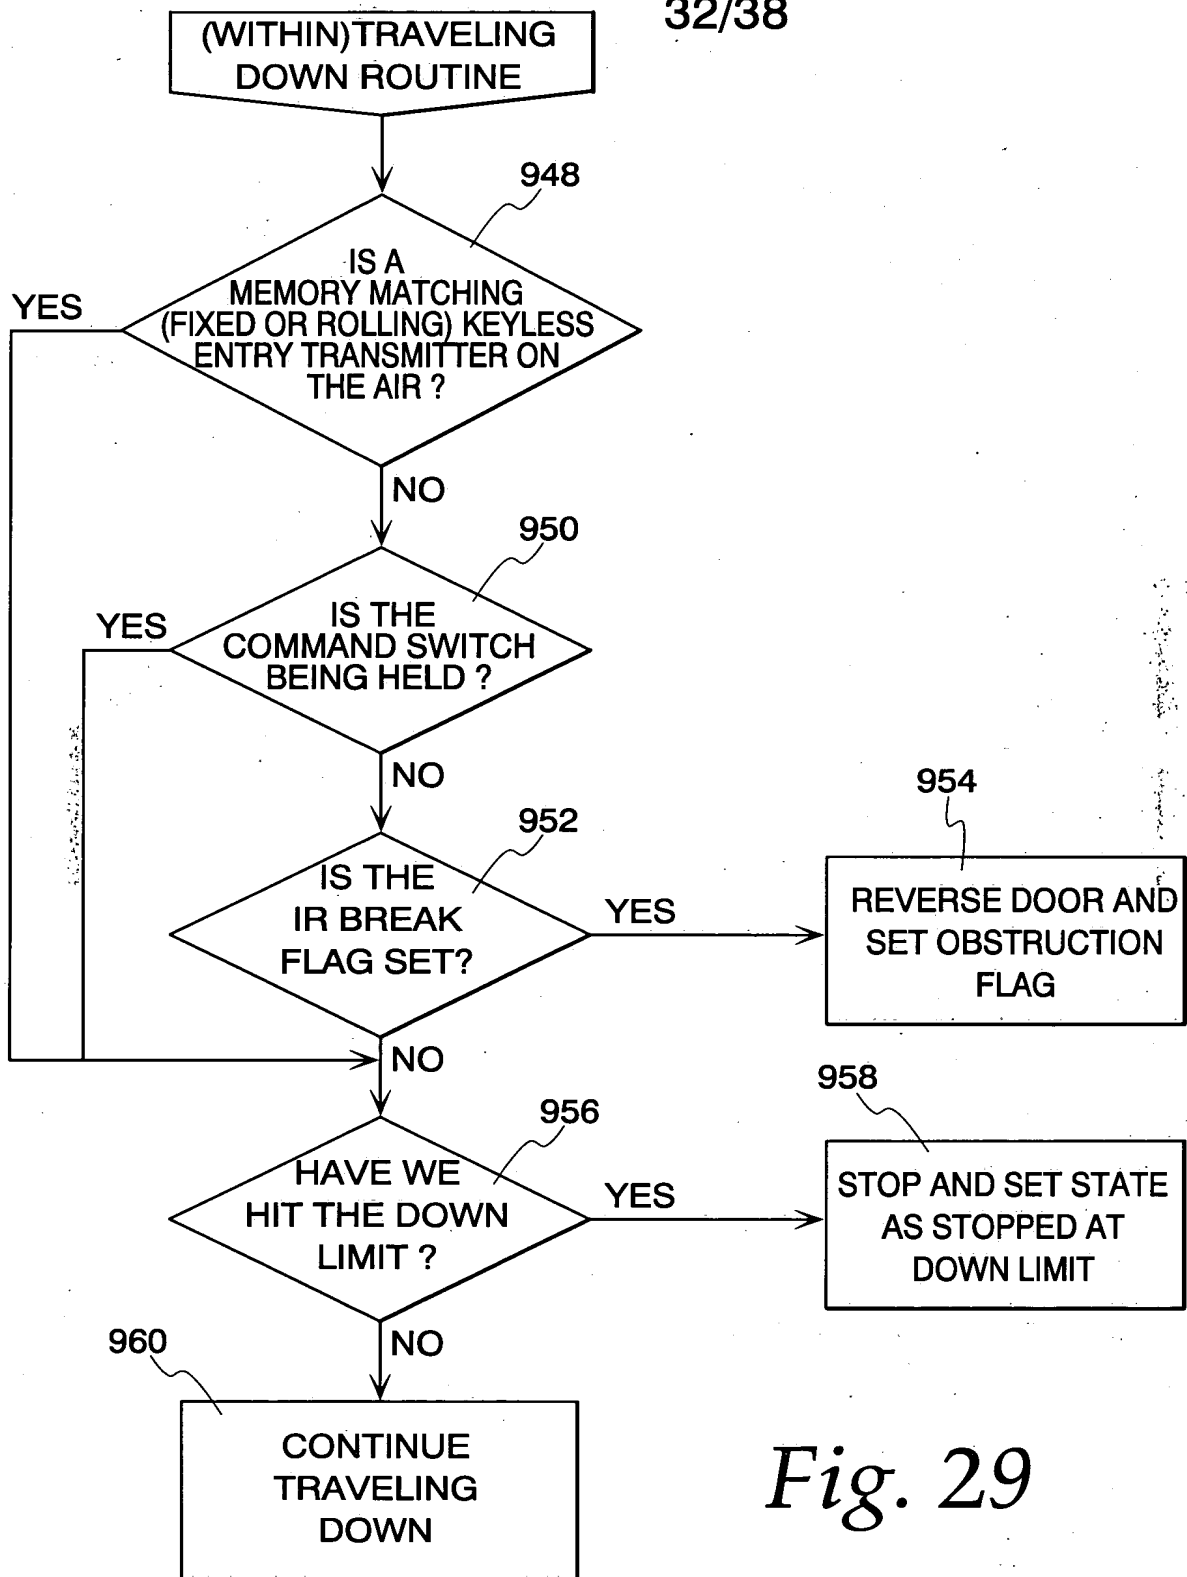 32/38
(WITHIN)TRAVELING
DOWN ROUTINE
948
IS A
MEMORY MATCHING
(FIXED OR ROLLING) KEYLESS
ENTRY TRANSMITTER ON
THE AIR ?
YES
NO
950
IS THE
COMMAND SWITCH
BEING HELD ?
YES
NO
952
IS THE
IR BREAK
FLAG SET?
YES
954
REVERSE DOOR AND
SET OBSTRUCTION
FLAG
NO
956
HAVE WE
HIT THE DOWN
LIMIT ?
YES
958
STOP AND SET STATE
AS STOPPED AT
DOWN LIMIT
NO
960
CONTINUE
TRAVELING
DOWN
Fig. 29